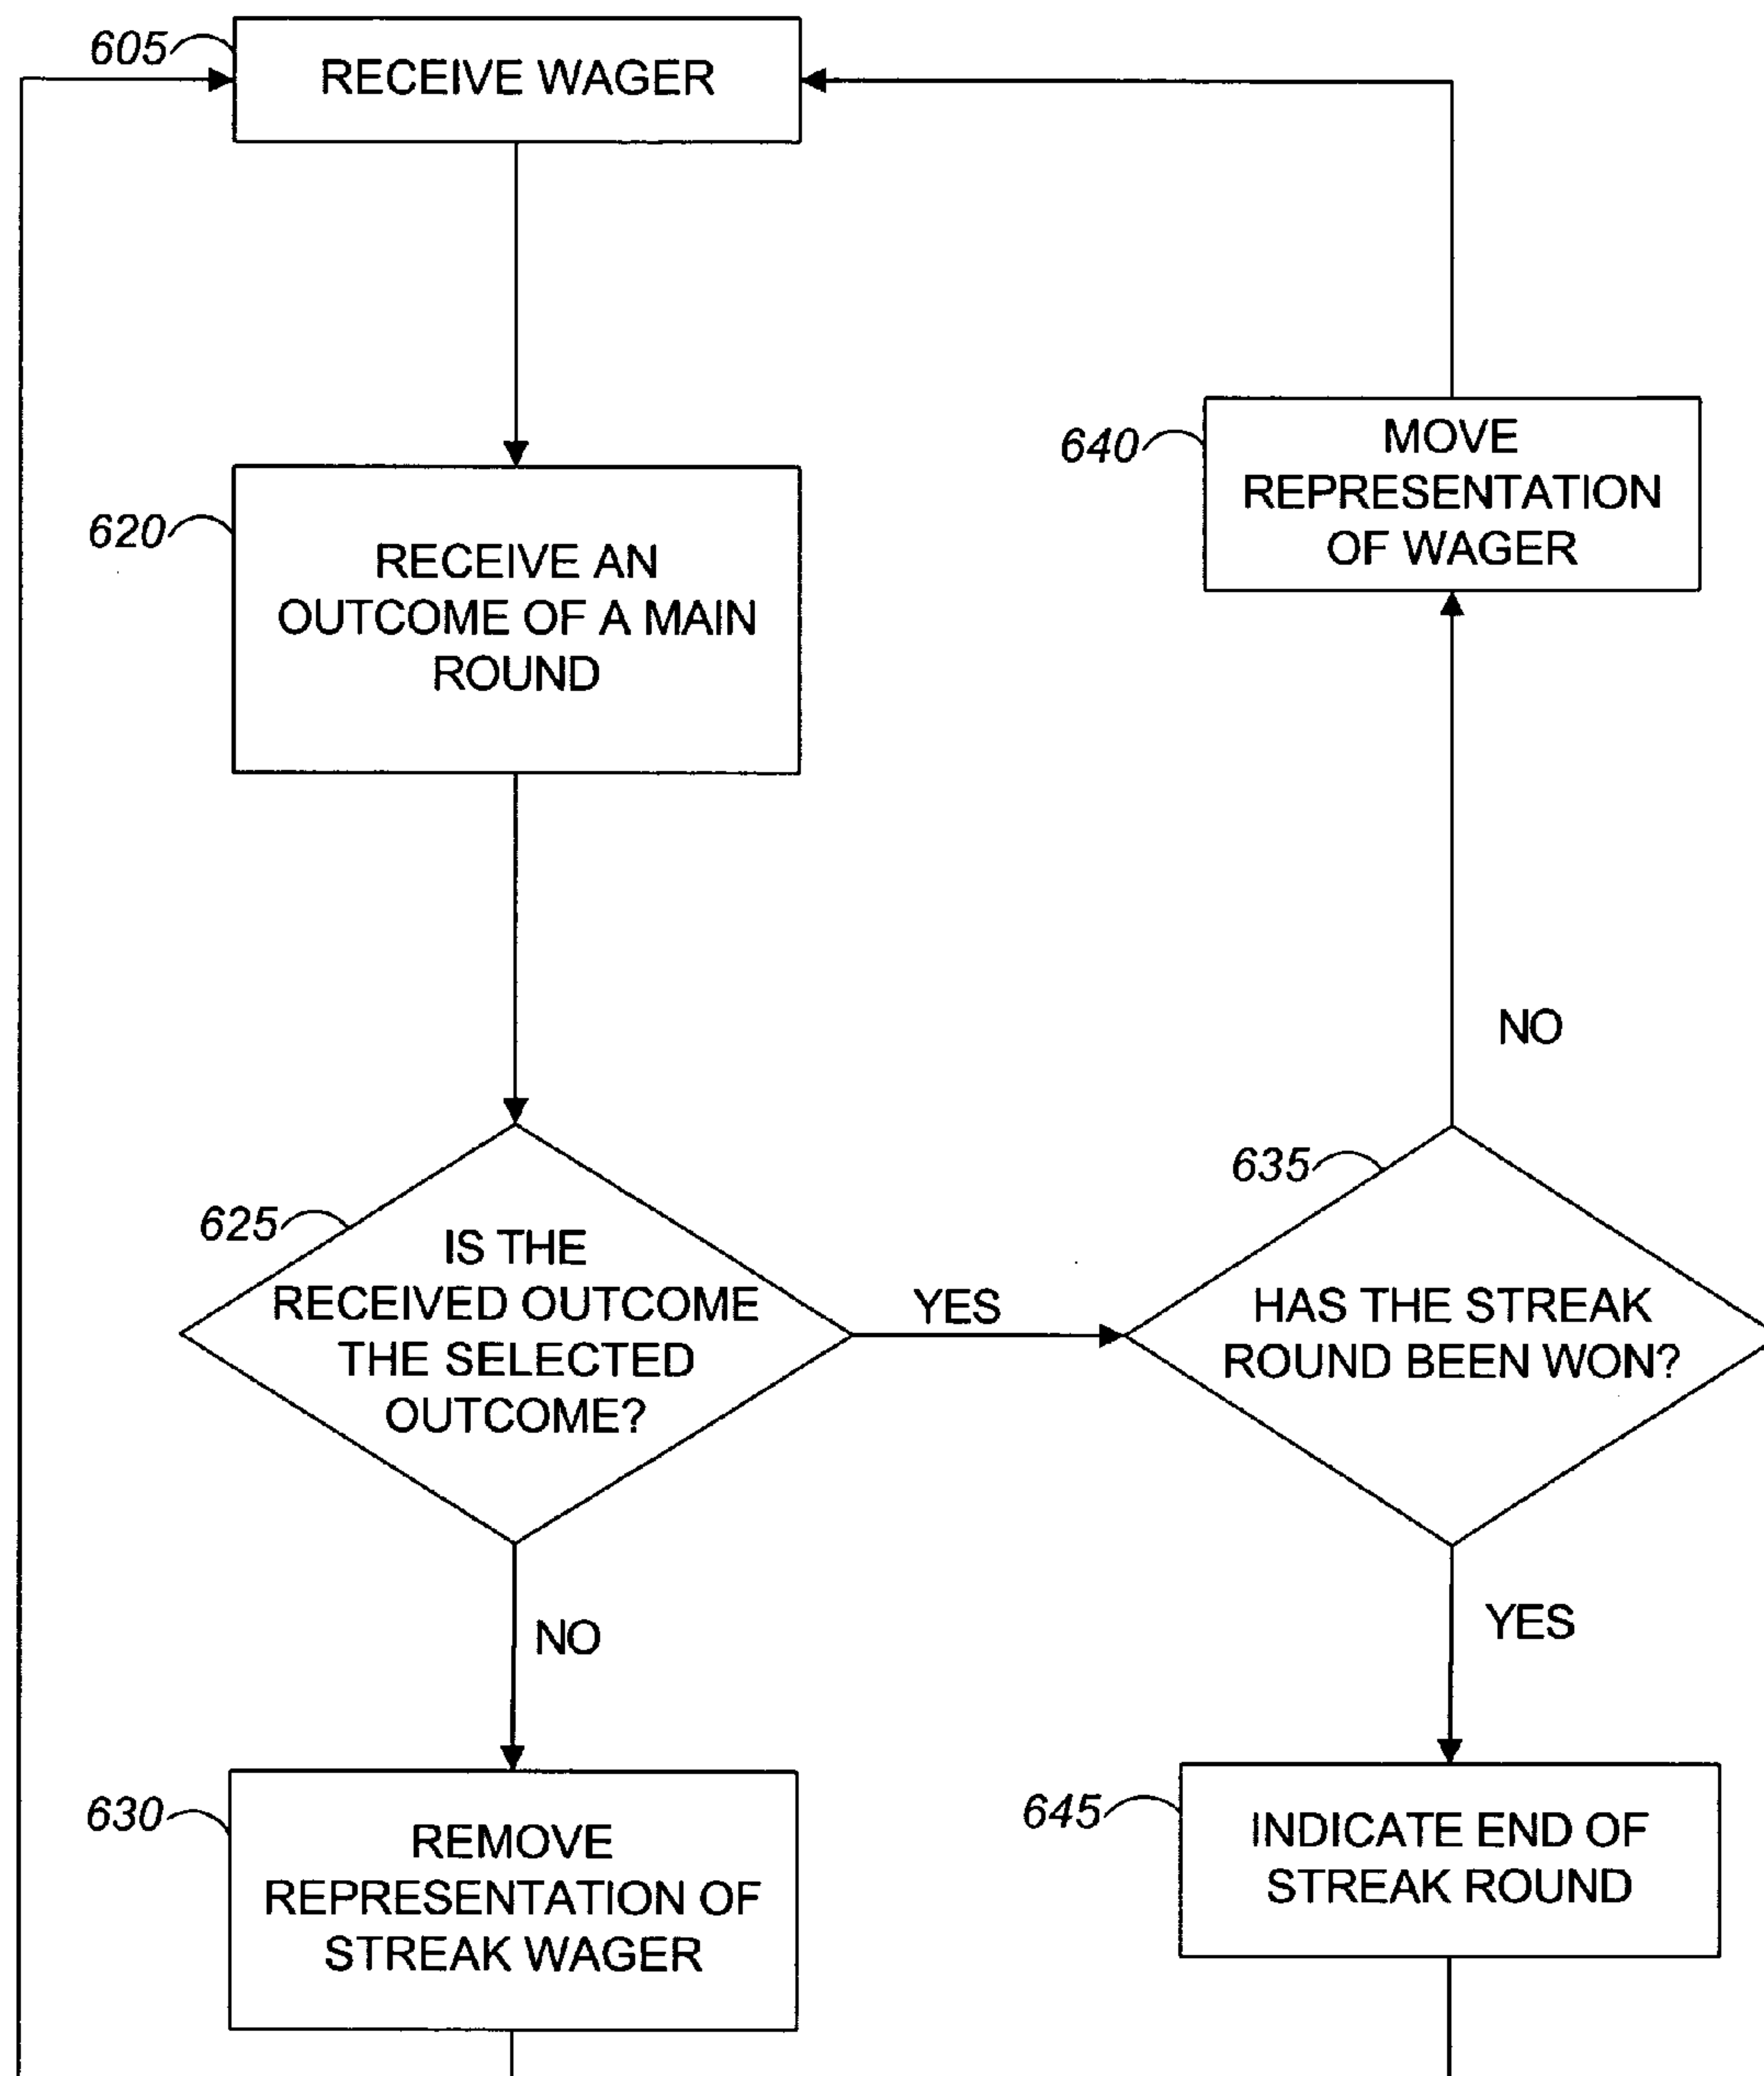 605
RECEIVE WAGER
620
RECEIVE AN
OUTCOME OF A MAIN
ROUND
640
MOVE
REPRESENTATION
OF WAGER
NO
625
IS THE
RECEIVED OUTCOME
THE SELECTED
OUTCOME?
YES
635
HAS THE STREAK
ROUND BEEN WON?
NO
YES
630
REMOVE
REPRESENTATION OF
STREAK WAGER
645
INDICATE END OF
STREAK ROUND